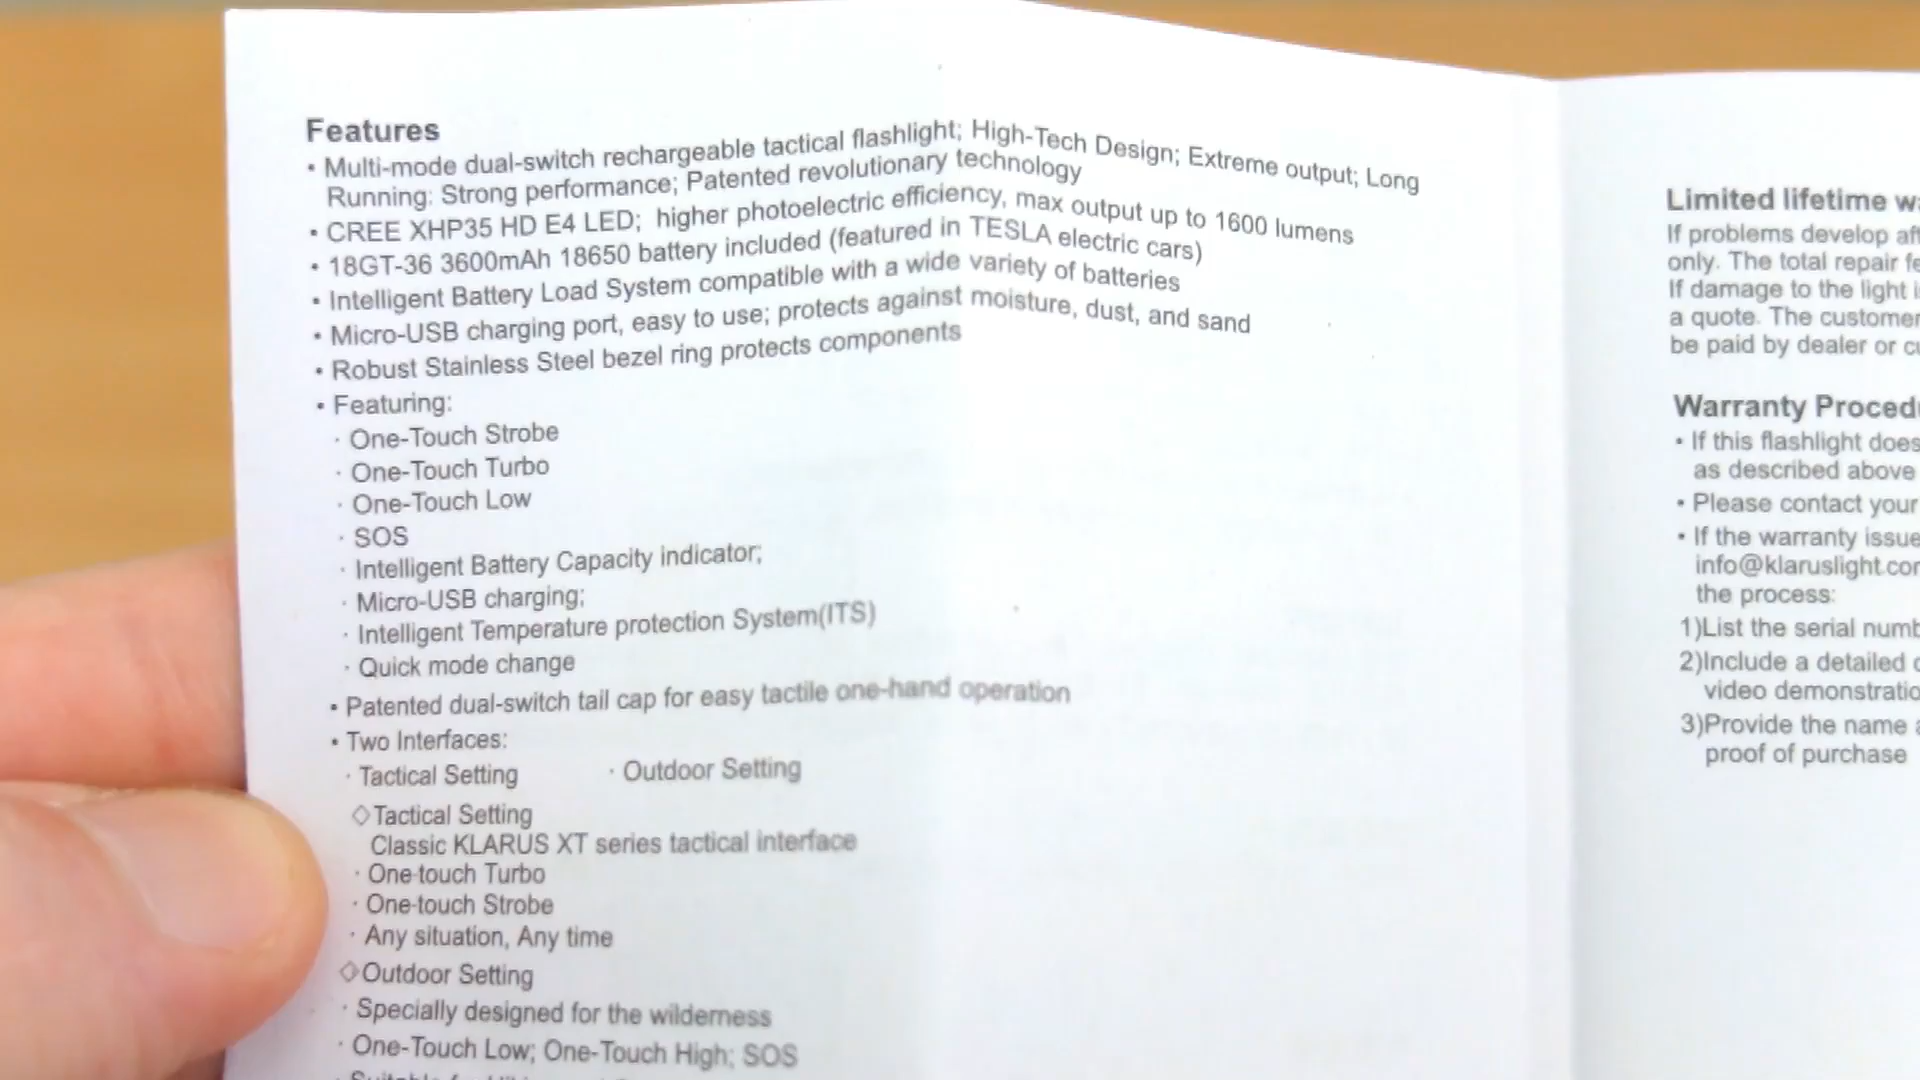 Features
• Multi-mode dual-switch rechargeable tactical flashlight; High-Tech Design; Extreme output; Long
Running: Strong performance; Patented revolutionary technology
• CREE XHP35 HD E4 LED; higher photoelectric efficiency, max output up to 1600 lumens
• 18GT-36 3600mAh 18650 battery included (featured in TESLA electric cars)
• Intelligent Battery Load System compatible with a wide variety of batteries
• Micro-USB charging port, easy to use; protects against moisture, dust, and sand
• Robust Stainless Steel bezel ring protects components
• Featuring:
· One-Touch Strobe
· One-Touch Turbo
· One-Touch Low
· SOS
· Intelligent Battery Capacity indicator;
· Micro-USB charging;
· Intelligent Temperature protection System(ITS)
· Quick mode change
• Patented dual-switch tail cap for easy tactile one-hand operation
• Two Interfaces:
· Tactical Setting · Outdoor Setting
◇Tactical Setting
Classic KLARUS XT series tactical interface
· One-touch Turbo
· One-touch Strobe
· Any situation, Any time
◇Outdoor Setting
· Specially designed for the wilderness
· One-Touch Low; One-Touch High; SOS
Limited lifetime
If problems develop
only. The total repair
If damage to the light
a quote. The customer
be paid by dealer or
Warranty
• If this flashlight does
as described above
• Please contact your
• If the warranty issue
info@klaruslight.co
the process:
1)List the serial
2)Include a detailed
video
3)Provide the name
proof of purchase